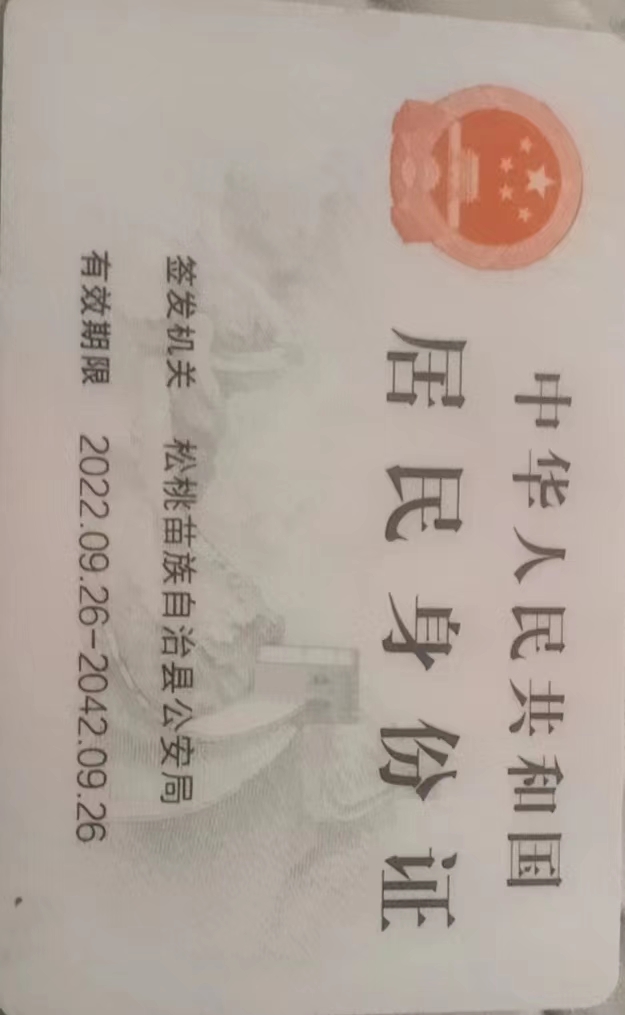 中华人民共和国
居民身份证
签发机关 松桃苗族自治县公安局
有效期限 2022.09.26-2042.09.26